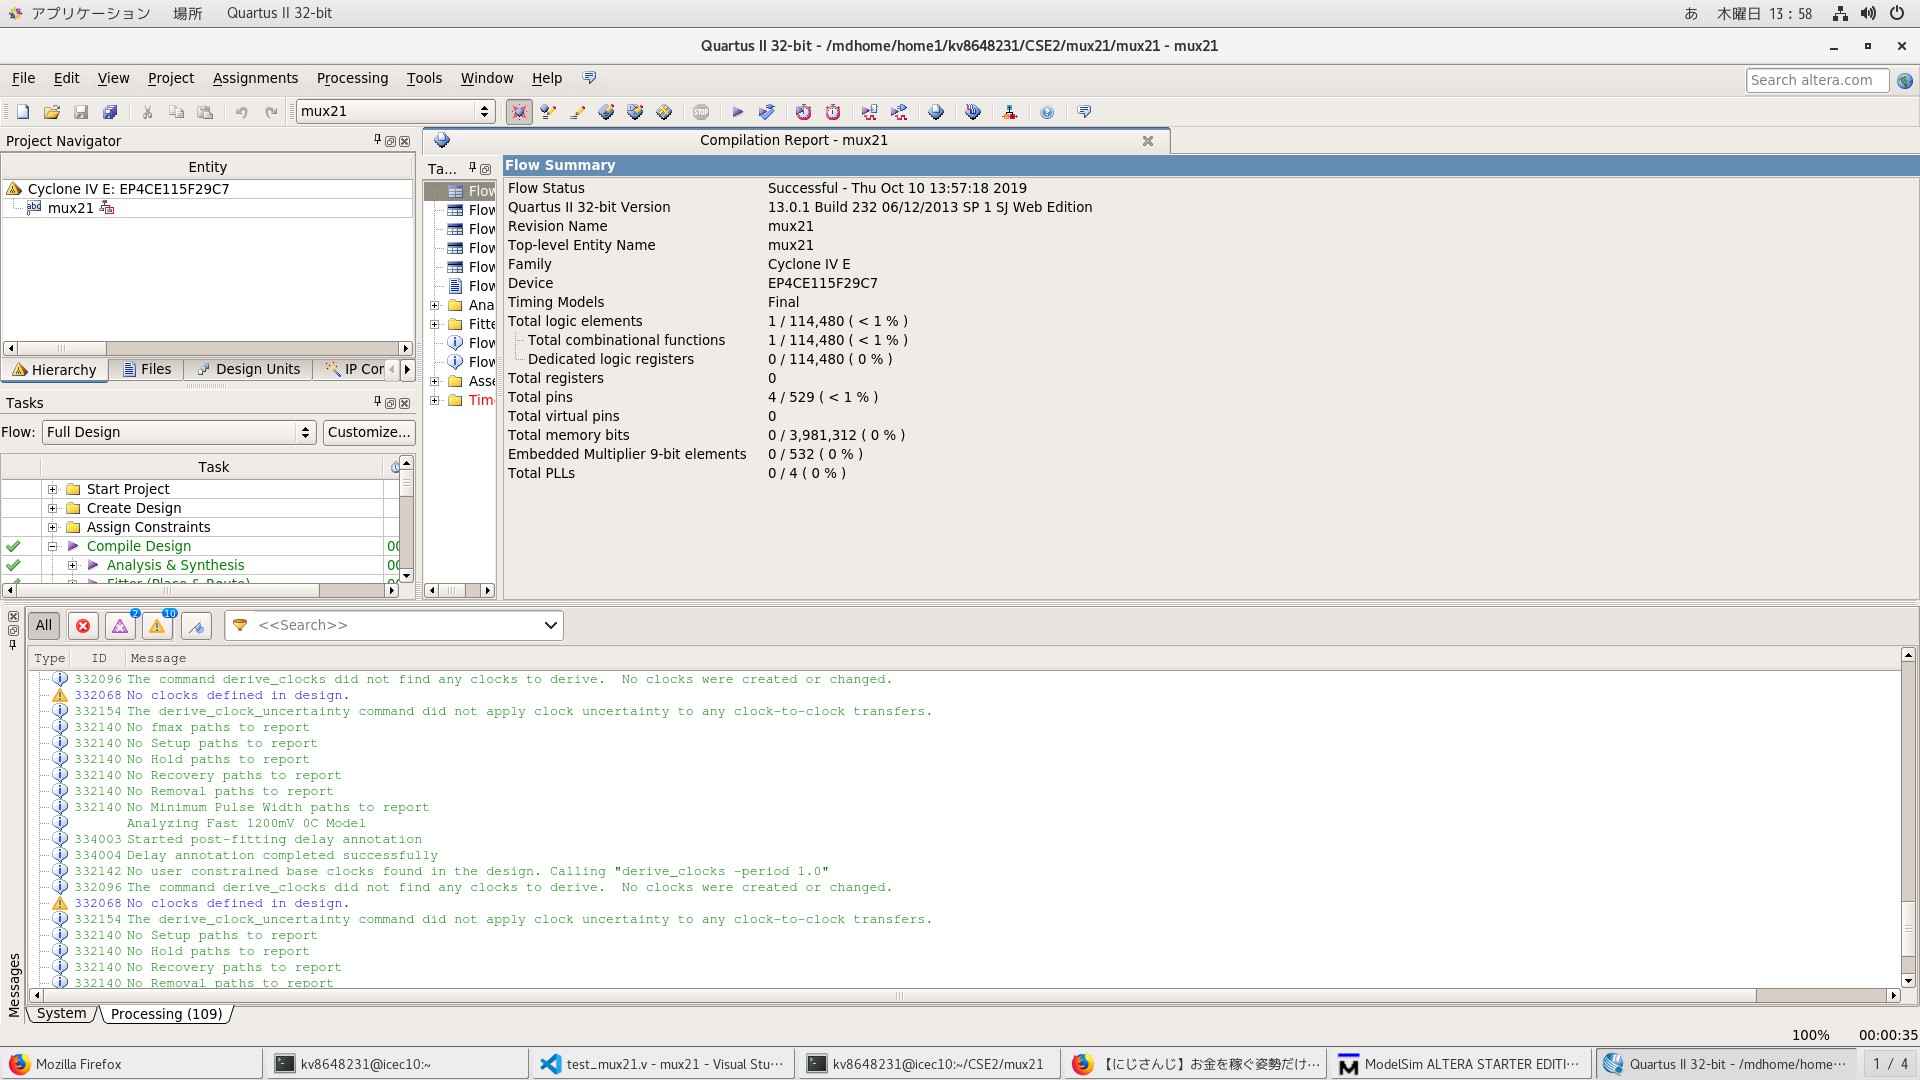 アプリケーション 場所 Quartus II 32-bit あ 木曜日 13：58
Quartus II 32-bit - /mdhome/home1/kv8648231/CSE2/mux21/mux21 - mux21
File Edit View Project Assignments Processing Tools Window Help Search altera.com
mux21
Project Navigator
Entity
Cyclone IV E: EP4CE115F29C7
mux21
Hierarchy Files Design Units IP Cor
Tasks
Flow: Full Design Customize...
Task
Start Project
Create Design
Assign Constraints
Compile Design 00
Analysis & Synthesis 00
Fitter (Place & Route) 00
Compilation Report - mux21
Ta...
Flow
Flow
Flow
Flow
Flow
Flow
Ana
Fitte
Flow
Flow
Asse
Time
Flow Summary
Flow Status Successful - Thu Oct 10 13:57:18 2019
Quartus II 32-bit Version 13.0.1 Build 232 06/12/2013 SP 1 SJ Web Edition
Revision Name mux21
Top-level Entity Name mux21
Family Cyclone IV E
Device EP4CE115F29C7
Timing Models Final
Total logic elements 1 / 114,480 ( < 1 % )
Total combinational functions 1 / 114,480 ( < 1 % )
Dedicated logic registers 0 / 114,480 ( 0 % )
Total registers 0
Total pins 4 / 529 ( < 1 % )
Total virtual pins 0
Total memory bits 0 / 3,981,312 ( 0 % )
Embedded Multiplier 9-bit elements 0 / 532 ( 0 % )
Total PLLs 0 / 4 ( 0 % )
All 2 10 <<Search>>
Type ID Message
332096 The command derive_clocks did not find any clocks to derive.  No clocks were created or changed.
332068 No clocks defined in design.
332154 The derive_clock_uncertainty command did not apply clock uncertainty to any clock-to-clock transfers.
332140 No fmax paths to report
332140 No Setup paths to report
332140 No Hold paths to report
332140 No Recovery paths to report
332140 No Removal paths to report
332140 No Minimum Pulse Width paths to report
Analyzing Fast 1200mV 0C Model
334003 Started post-fitting delay annotation
334004 Delay annotation completed successfully
332142 No user constrained base clocks found in the design. Calling "derive_clocks -period 1.0"
332096 The command derive_clocks did not find any clocks to derive.  No clocks were created or changed.
332068 No clocks defined in design.
332154 The derive_clock_uncertainty command did not apply clock uncertainty to any clock-to-clock transfers.
332140 No Setup paths to report
332140 No Hold paths to report
332140 No Recovery paths to report
332140 No Removal paths to report
Messages
System Processing (109)
100% 00:00:35
Mozilla Firefox kv8648231@icec10:~ test_mux21.v - mux21 - Visual Stu… kv8648231@icec10:~/CSE2/mux21 【にじさんじ】お金を稼ぐ姿勢だけ… ModelSim ALTERA STARTER EDITI… Quartus II 32-bit - /mdhome/home… 1 / 4